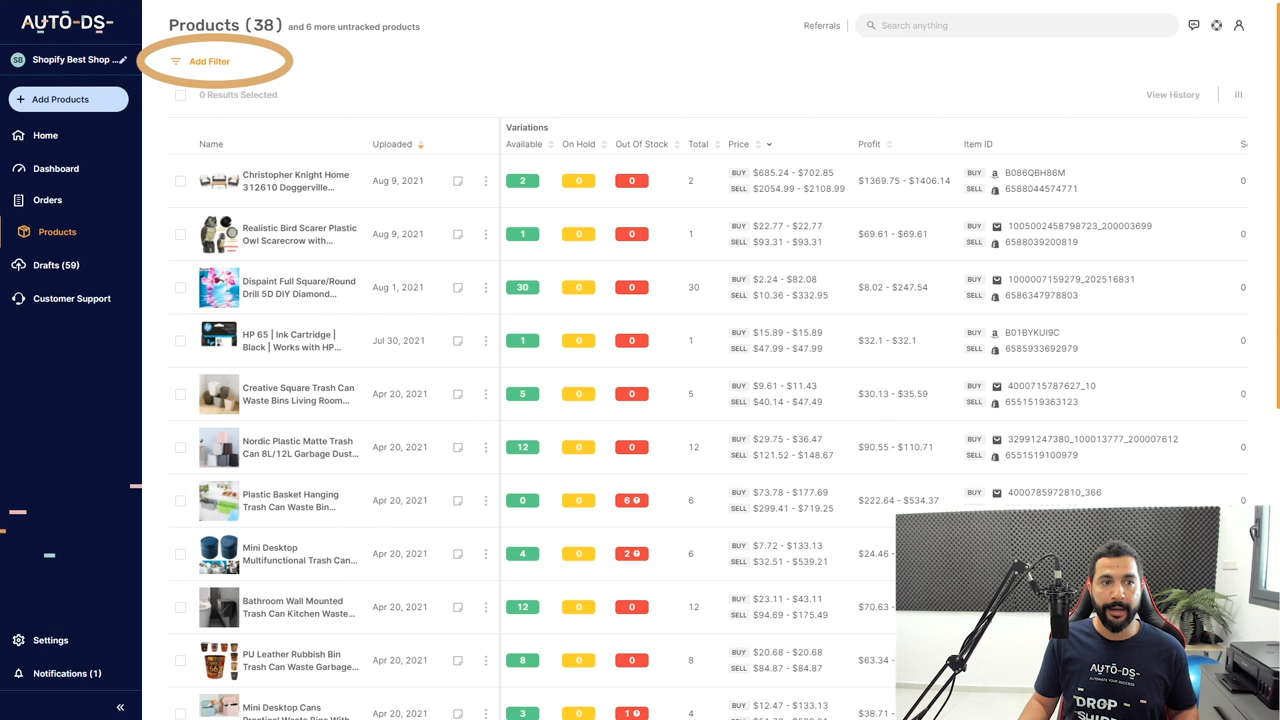 AUTO-DS-
SB Shopify Best Shop ...
+ Add Products
Home
Dashboard
Orders
Products
Drafts (59)
Customer Support
Settings
Notifications (1)
«
Products (38) and 6 more untracked products
Referrals
Search anything
Add Filter
0 Results Selected
View History
Variations
Name Uploaded Available On Hold Out Of Stock Total Price Profit Item ID
Christopher Knight Home
312610 Doggerville...
Aug 9, 2021 2 0 0 2
BUY $685.24 - $702.85
SELL $2054.99 - $2108.99
$1369.75 - $1406.14
BUY B086QBH86M
SELL 6588044574771
0
Realistic Bird Scarer Plastic
Owl Scarecrow with...
Aug 9, 2021 1 0 0 1
BUY $22.77 - $22.77
SELL $93.31 - $93.31
$69.61 - $69.61
BUY 1005002458798723_200003699
SELL 6588039200819
0
Dispaint Full Square/Round
Drill 5D DIY Diamond...
Aug 1, 2021 30 0 0 30
BUY $2.24 - $82.08
SELL $10.36 - $332.95
$8.02 - $247.54
BUY 1000007159279_202516831
SELL 6586347978803
0
HP 65 | Ink Cartridge |
Black | Works with HP...
Jul 30, 2021 1 0 0 1
BUY $15.89 - $15.89
SELL $47.99 - $47.99
$32.1 - $32.1
BUY B01BYKUI9C
SELL 6585933692979
0
Creative Square Trash Can
Waste Bins Living Room...
Apr 20, 2021 5 0 0 5
BUY $9.61 - $11.43
SELL $40.14 - $47.49
$30.13 - $35.59
BUY 4000715787627_10
SELL 6551519363123
0
Nordic Plastic Matte Trash
Can 8L/12L Garbage Dust...
Apr 20, 2021 12 0 0 12
BUY $29.75 - $36.47
SELL $121.52 - $148.67
$90.55 - $110.71
BUY 32991247380_100013777_200007612
SELL 6551519100979
0
Plastic Basket Hanging
Trash Can Waste Bin...
Apr 20, 2021 0 0 6 6
BUY $73.78 - $177.69
SELL $299.41 - $719.25
$222.64 - $534.37
BUY 4000785972810_366
0
Mini Desktop
Multifunctional Trash Can...
Apr 20, 2021 4 0 2 6
BUY $7.72 - $133.13
SELL $32.51 - $539.21
$24.46 -
Bathroom Wall Mounted
Trash Can Kitchen Waste...
Apr 20, 2021 12 0 0 12
BUY $23.11 - $43.11
SELL $94.69 - $175.49
$70.63 -
PU Leather Rubbish Bin
Trash Can Waste Garbage...
Apr 20, 2021 8 0 0 8
BUY $20.68 - $20.68
SELL $84.87 - $84.87
$63.34 -
Mini Desktop Cans
Apr 20, 2021 3 0 1 4
BUY $12.47 - $133.13
$38.71 -
AUTO-DS-
AUTOMATE YOUR SUCCESS
DROP